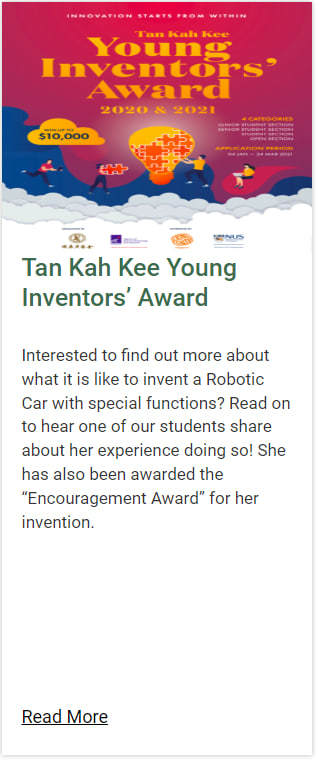 INNOVATION STARTS FROM WITHIN
Tan Kah Kee
Young
Inventors’
Award
2020 & 2021
4 CATEGORIES
JUNIOR STUDENT SECTION
SENIOR STUDENT SECTION
STUDENT SECTION
OPEN SECTION
WIN UP TO
$10,000
APPLICATION PERIOD
04 JAN – 24 MAR 2021
NUS
Tan Kah Kee Young
Inventors’ Award
Interested to find out more about
what it is like to invent a Robotic
Car with special functions? Read on
to hear one of our students share
about her experience doing so! She
has also been awarded the
“Encouragement Award” for her
invention.
Read More